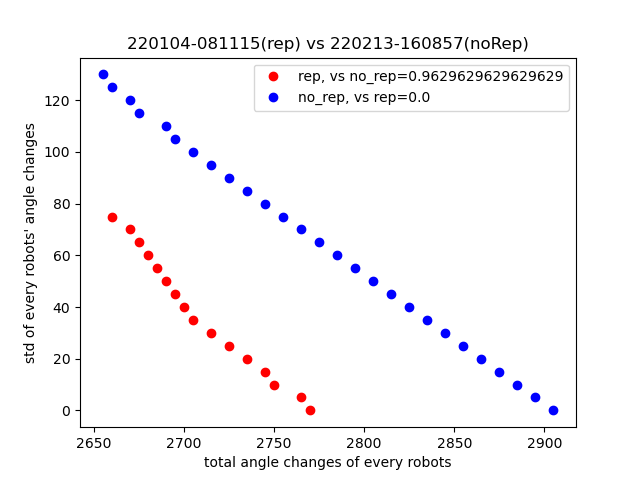 220104-081115(rep) vs 220213-160857(noRep)
rep, vs no_rep=0.9629629629629629
no_rep, vs rep=0.0
std of every robots' angle changes
120
100
80
60
40
20
0
2650 2700 2750 2800 2850 2900
total angle changes of every robots